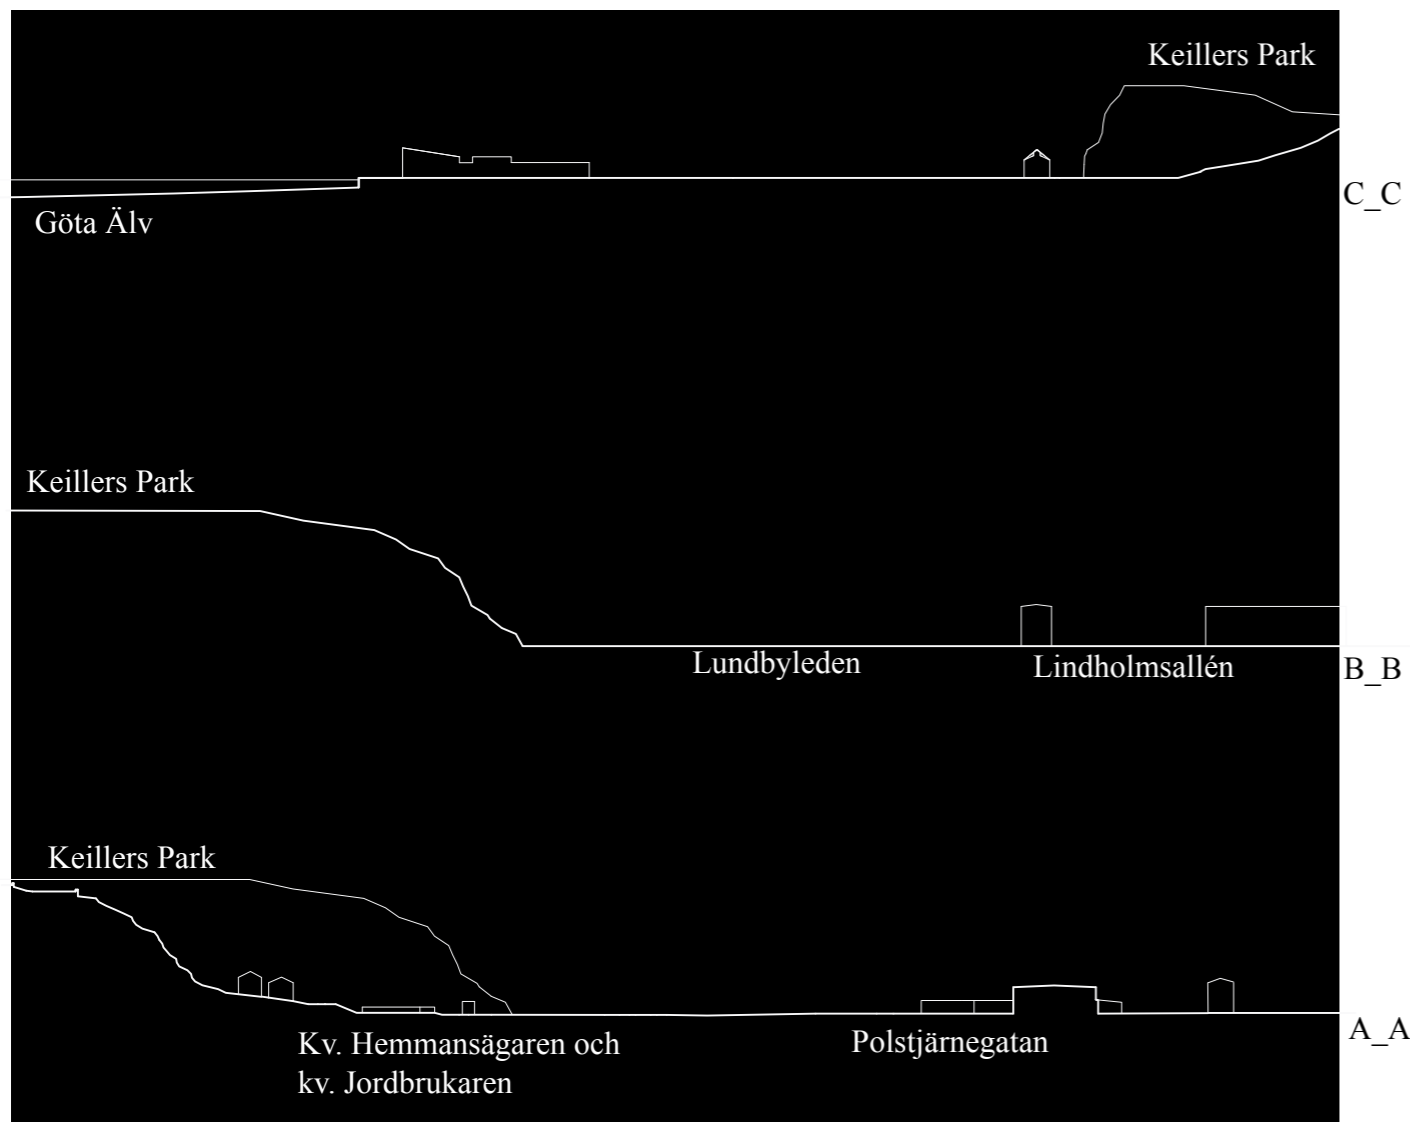 Keillers Park
C_C
Göta Älv
Keillers Park
Lundbyleden
Lindholmsallén
B_B
Keillers Park
A_A
Kv. Hemmansägaren och
kv. Jordbrukaren
Polstjärnegatan